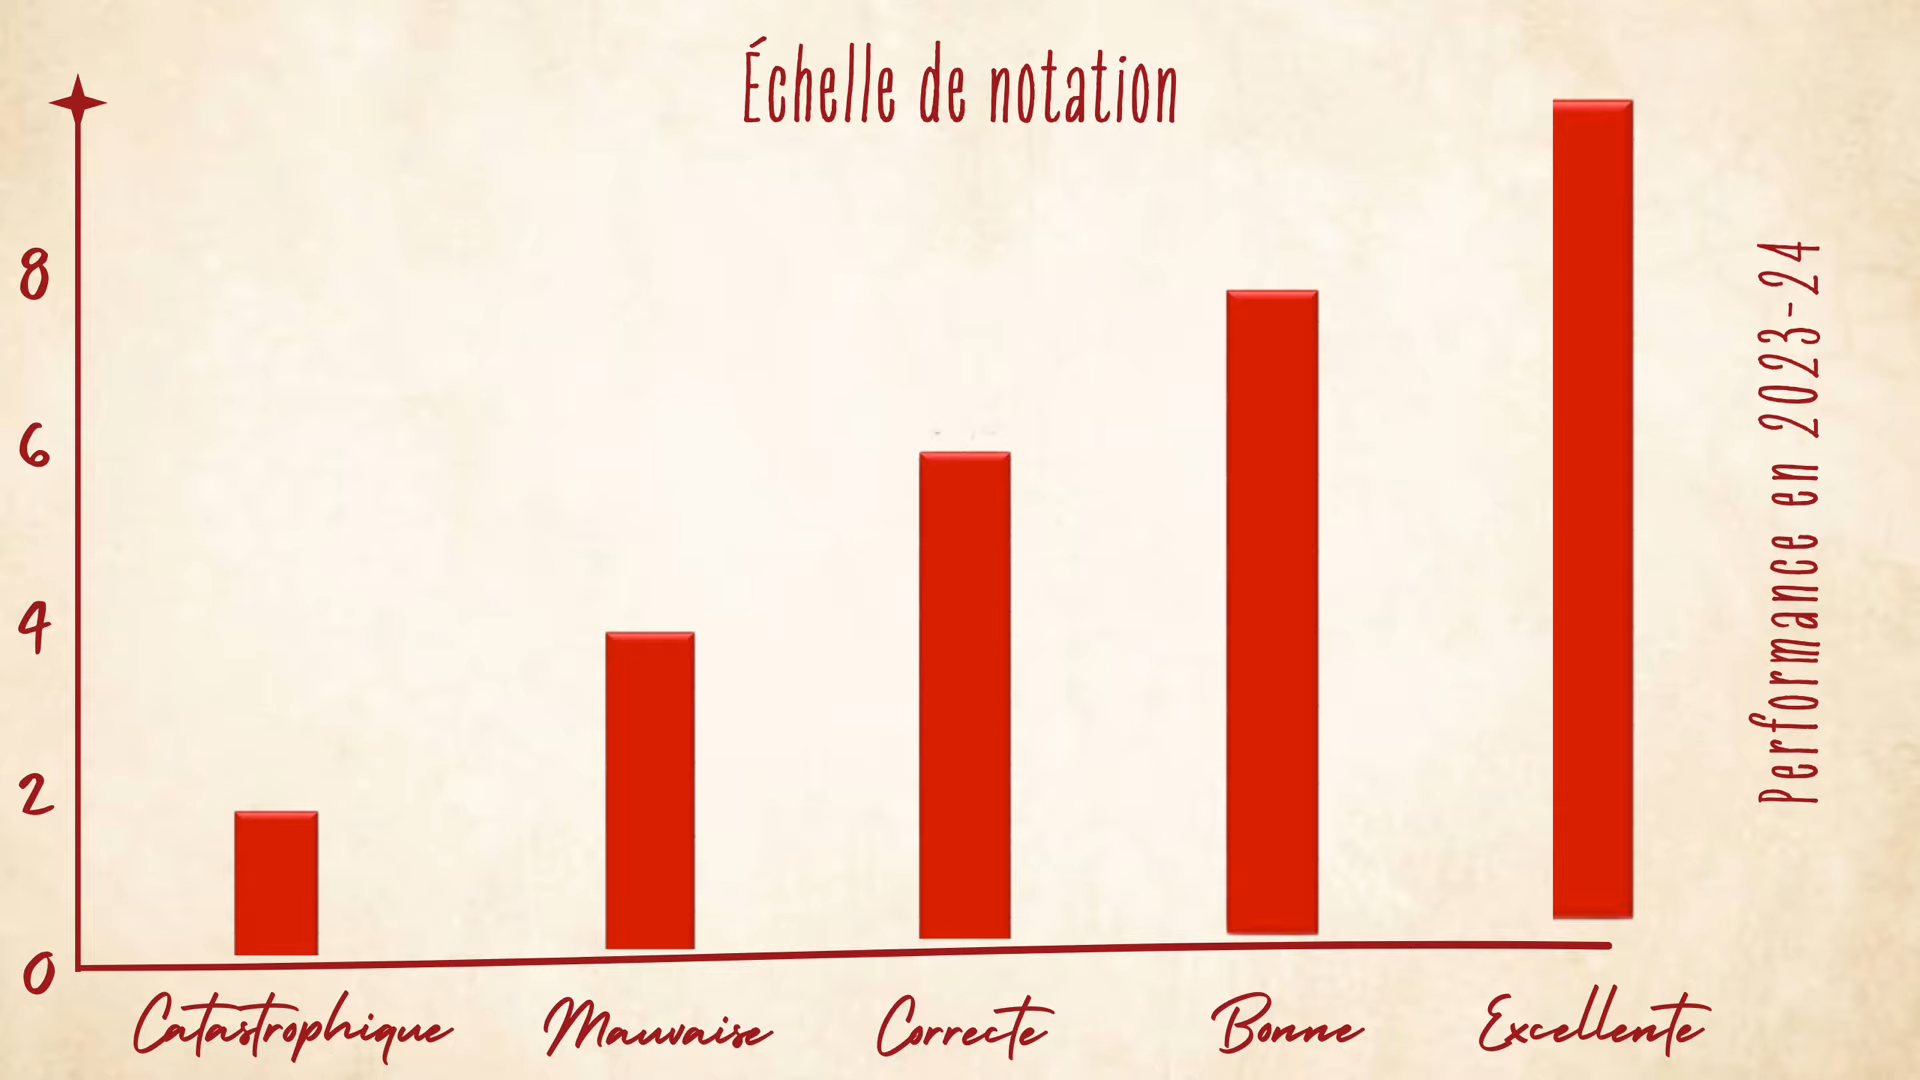 Échelle de notation
8
6
4
2
0
Catastrophique
Mauvaise
Correcte
Bonne
Excellente
Performance en 2023-24